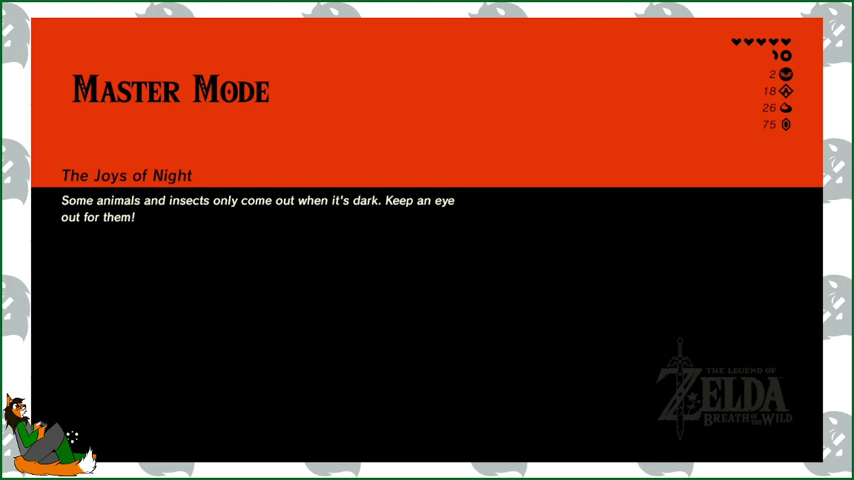 Master Mode
2
18
26
75
The Joys of Night
Some animals and insects only come out when it's dark. Keep an eye
out for them!
THE LEGEND OF
ZELDA
BREATH OF THE WILD